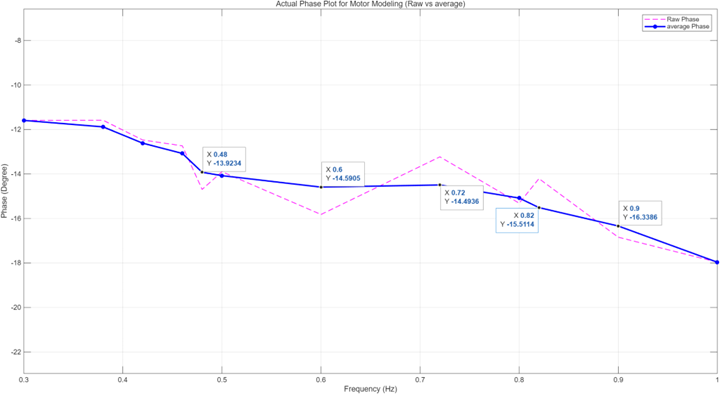 Actual Phase Plot for Motor Modeling (Raw vs average)
Raw Phase
average Phase
-8
-10
-12
-14
-16
-18
-20
-22
Phase (Degree)
X 0.48
Y -13.9234
X 0.6
Y -14.5905
X 0.72
Y -14.4936
X 0.82
Y -15.5114
X 0.9
Y -16.3386
0.3
0.4
0.5
0.6
0.7
0.8
0.9
1
Frequency (Hz)